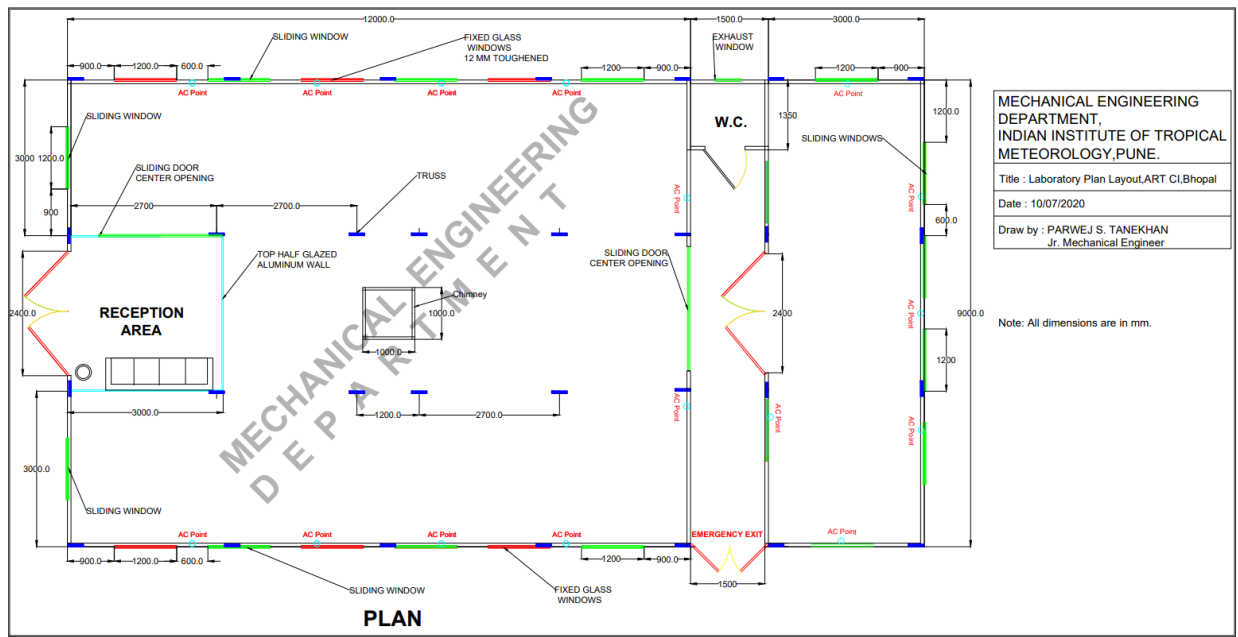 12000.0
1500.0
3000.0
SLIDING WINDOW
FIXED GLASS
WINDOWS
12 MM TOUGHENED
EXHAUST
WINDOW
900.0
1200.0
600.0
1200
900.0
1200
900
AC Point
AC Point
AC Point
AC Point
AC Point
SLIDING WINDOW
W.C.
1350
1200.0
SLIDING WINDOWS
3000
1200.0
900
SLIDING DOOR
CENTER OPENING
TRUSS
2700
2700.0
AC Point
AC Point
600.0
TOP HALF GLAZED
ALUMINUM WALL
SLIDING DOOR
CENTER OPENING
Chimney
RECEPTION
AREA
2400.0
1000.0
1000.0
2400
AC Point
9000.0
1200
3000.0
1200.0
2700.0
AC Point
AC Point
AC Point
3000.0
SLIDING WINDOW
AC Point
AC Point
AC Point
AC Point
EMERGENCY EXIT
AC Point
900.0
1200.0
600.0
1200
900.0
1500
SLIDING WINDOW
FIXED GLASS
WINDOWS
PLAN
MECHANICAL ENGINEERING
DEPARTMENT
MECHANICAL ENGINEERING
DEPARTMENT,
INDIAN INSTITUTE OF TROPICAL
METEOROLOGY,PUNE.
Title : Laboratory Plan Layout,ART CI,Bhopal
Date : 10/07/2020
Draw by : PARWEJ S. TANEKHAN
Jr. Mechanical Engineer
Note: All dimensions are in mm.